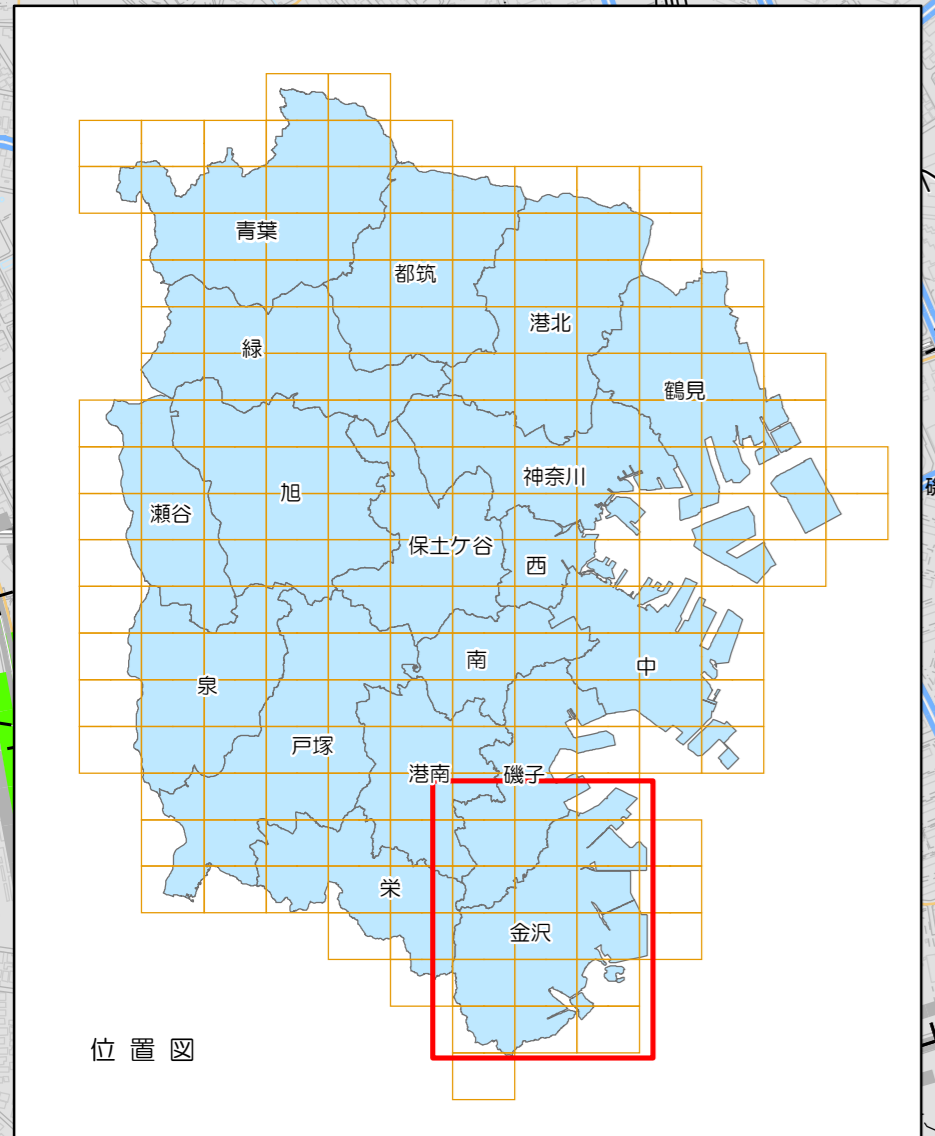 青葉
都筑
港北
緑
鶴見
神奈川
旭
瀬谷
保土ケ谷
西
南
中
泉
戸塚
港南
磯子
栄
金沢
位置図